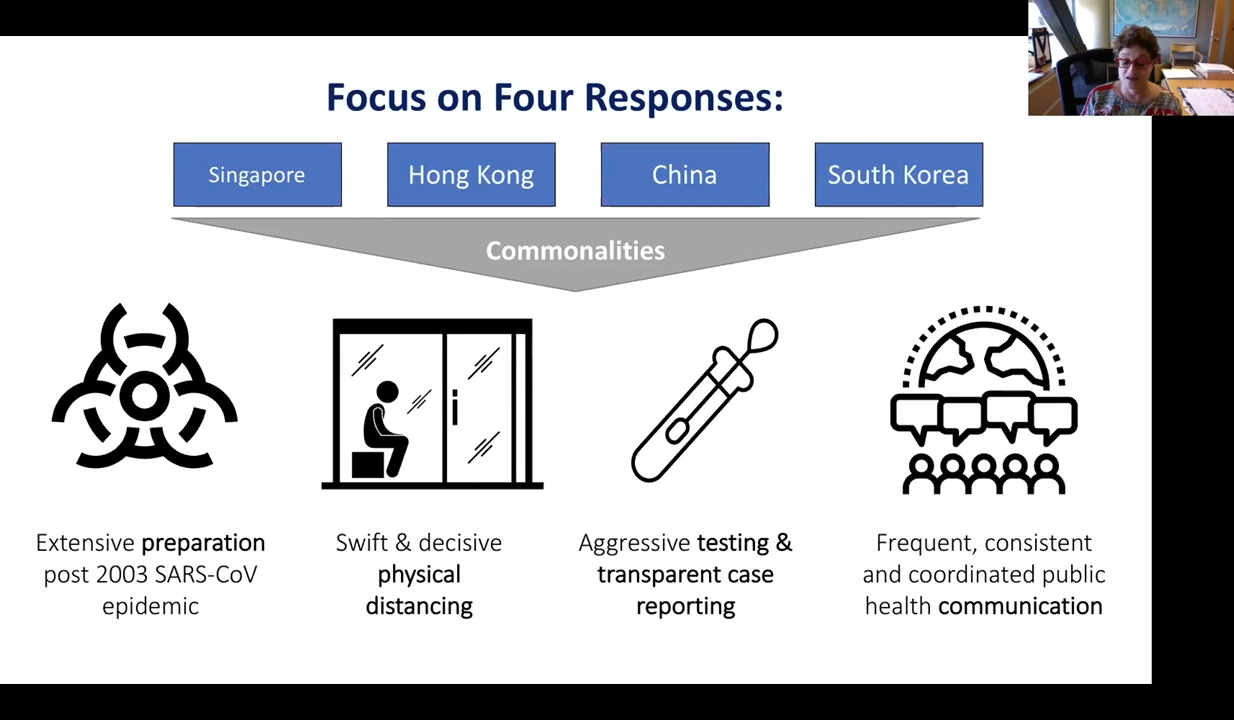 Focus on Four Responses:
Singapore
Hong Kong
China
South Korea
Commonalities
Extensive preparation
post 2003 SARS-CoV
epidemic
Swift & decisive
physical
distancing
Aggressive testing &
transparent case
reporting
Frequent, consistent
and coordinated public
health communication